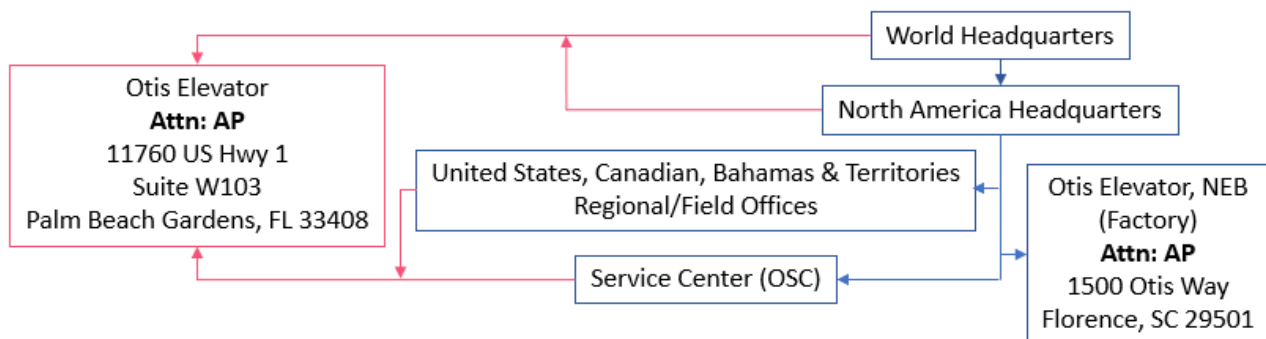 World Headquarters
Otis Elevator
Attn: AP
11760 US Hwy 1
Suite W103
Palm Beach Gardens, FL 33408
North America Headquarters
United States, Canadian, Bahamas & Territories
Regional/Field Offices
Service Center (OSC)
Otis Elevator, NEB
(Factory)
Attn: AP
1500 Otis Way
Florence, SC 29501